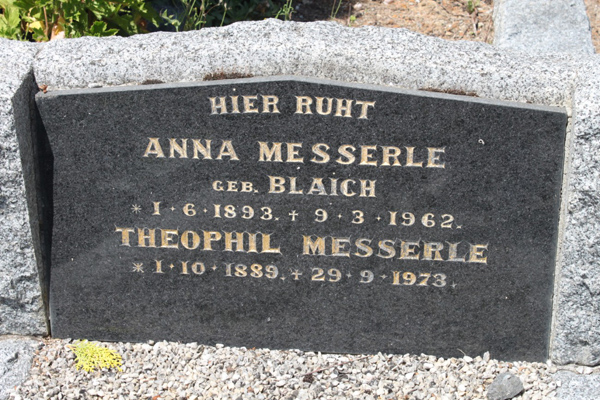 HIER RUHT
ANNA MESSERLE
GEB. BLAICH
* 1·6·1893. + 9·3·1962.
THEOPHIL MESSERLE
* 1·10·1889. + 29·9·1973.